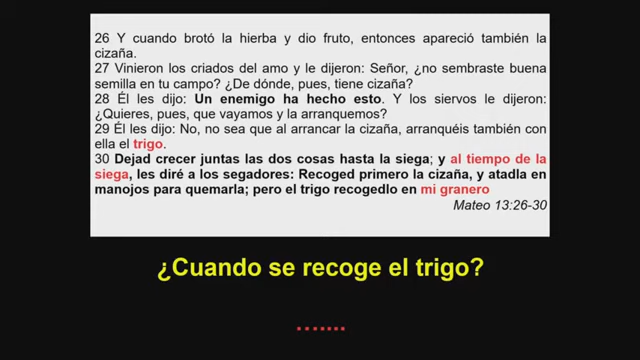 26 Y cuando brotó la hierba y dio fruto, entonces apareció también la
cizaña.
27 Vinieron los criados del amo y le dijeron: Señor, ¿no sembraste buena
semilla en tu campo? ¿De dónde, pues, tiene cizaña?
28 Él les dijo: Un enemigo ha hecho esto. Y los siervos le dijeron:
¿Quieres, pues, que vayamos y la arranquemos?
29 Él les dijo: No, no sea que al arrancar la cizaña, arranquéis también con
ella el trigo.
30 Dejad crecer juntas las dos cosas hasta la siega; y al tiempo de la
siega, les diré a los segadores: Recoged primero la cizaña, y atadla en
manojos para quemarla; pero el trigo recogedlo en mi granero
Mateo 13:26-30
¿Cuando se recoge el trigo?
…....